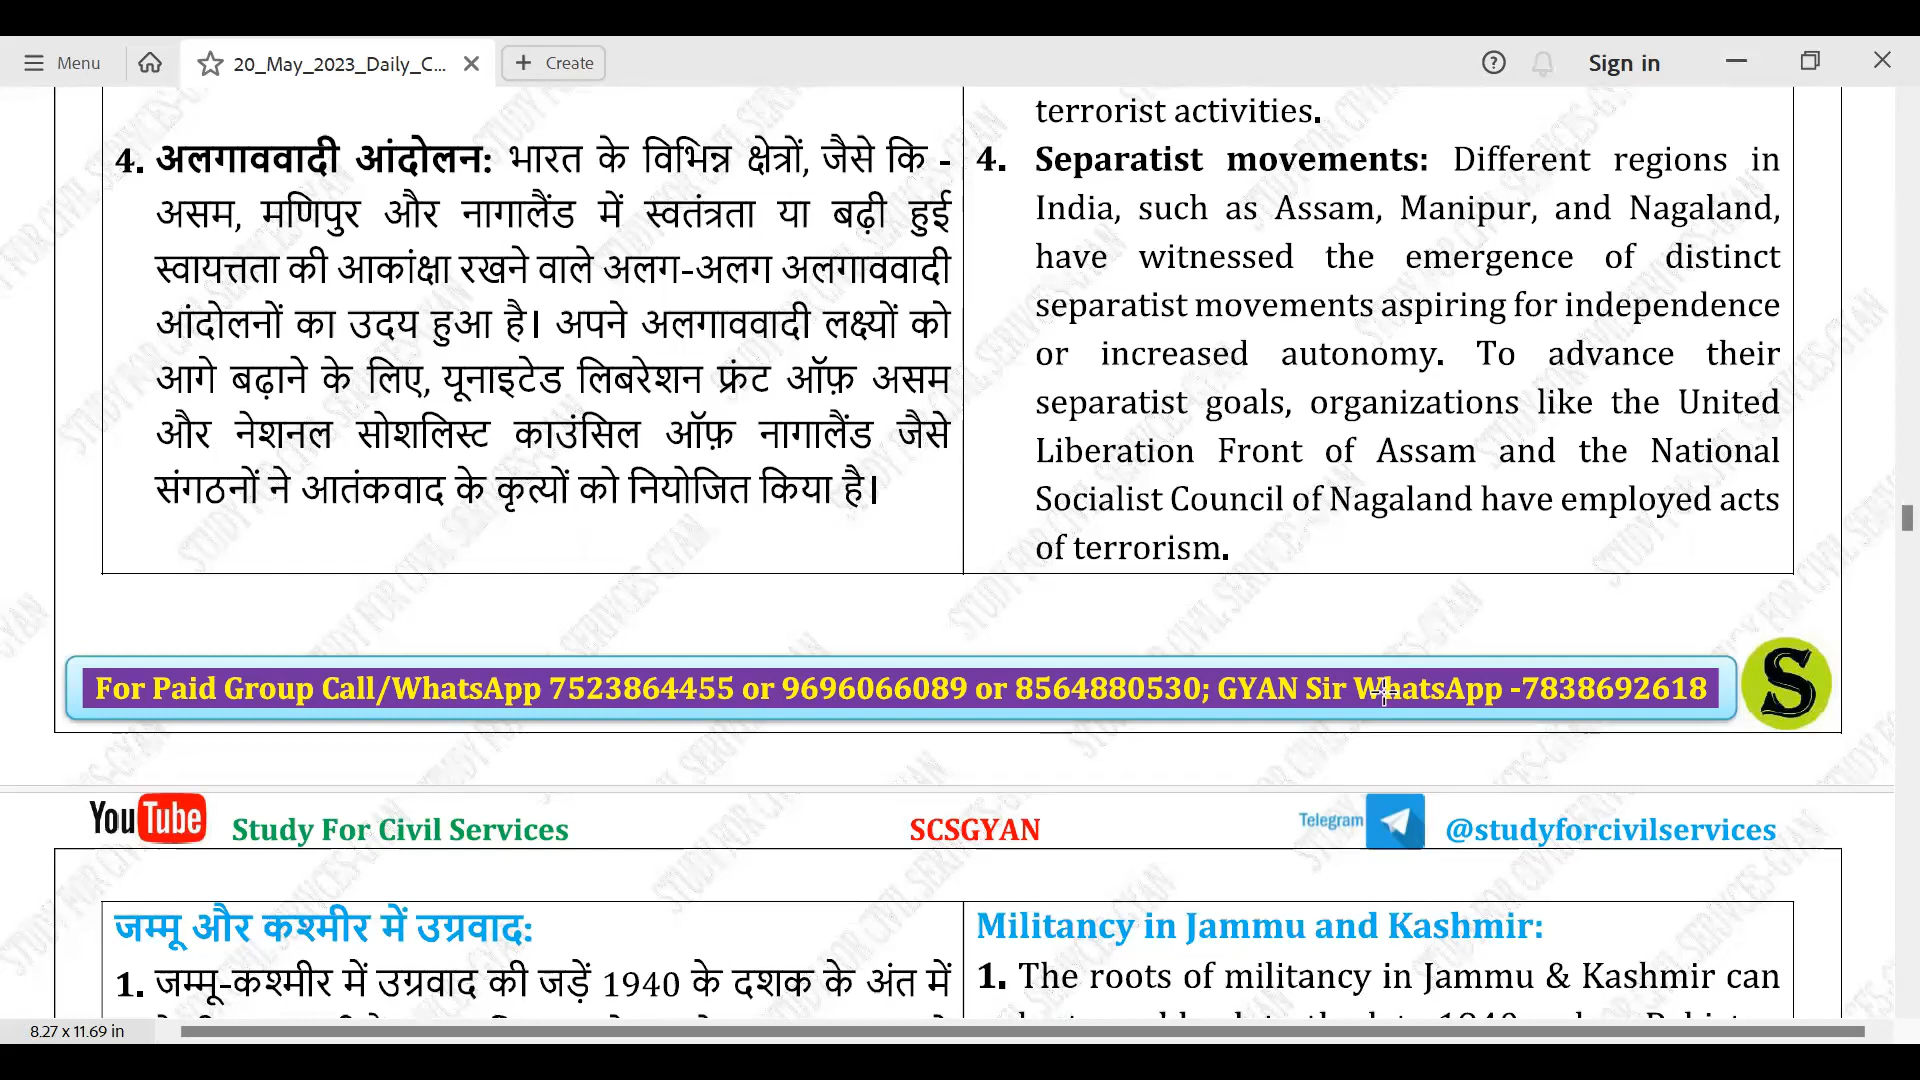 Menu
20_May_2023_Daily_C...
Create
Sign in
4. अलगाववादी आंदोलन: भारत के विभिन्न क्षेत्रों, जैसे कि -
असम, मणिपुर और नागालैंड में स्वतंत्रता या बढ़ी हुई
स्वायत्तता की आकांक्षा रखने वाले अलग-अलग अलगाववादी
आंदोलनों का उदय हुआ है। अपने अलगाववादी लक्ष्यों को
आगे बढ़ाने के लिए, यूनाइटेड लिबरेशन फ्रंट ऑफ़ असम
और नेशनल सोशलिस्ट काउंसिल ऑफ़ नागालैंड जैसे
संगठनों ने आतंकवाद के कृत्यों को नियोजित किया है।
terrorist activities.
4. Separatist movements: Different regions in
India, such as Assam, Manipur, and Nagaland,
have witnessed the emergence of distinct
separatist movements aspiring for independence
or increased autonomy. To advance their
separatist goals, organizations like the United
Liberation Front of Assam and the National
Socialist Council of Nagaland have employed acts
of terrorism.
For Paid Group Call/WhatsApp 7523864455 or 9696066089 or 8564880530; GYAN Sir WhatsApp -7838692618
S
YouTube Study For Civil Services SCSGYAN Telegram @studyforcivilservices
जम्मू और कश्मीर में उग्रवाद:
1. जम्मू-कश्मीर में उग्रवाद की जड़ें 1940 के दशक के अंत में
Militancy in Jammu and Kashmir:
1. The roots of militancy in Jammu & Kashmir can
8.27 x 11.69 in